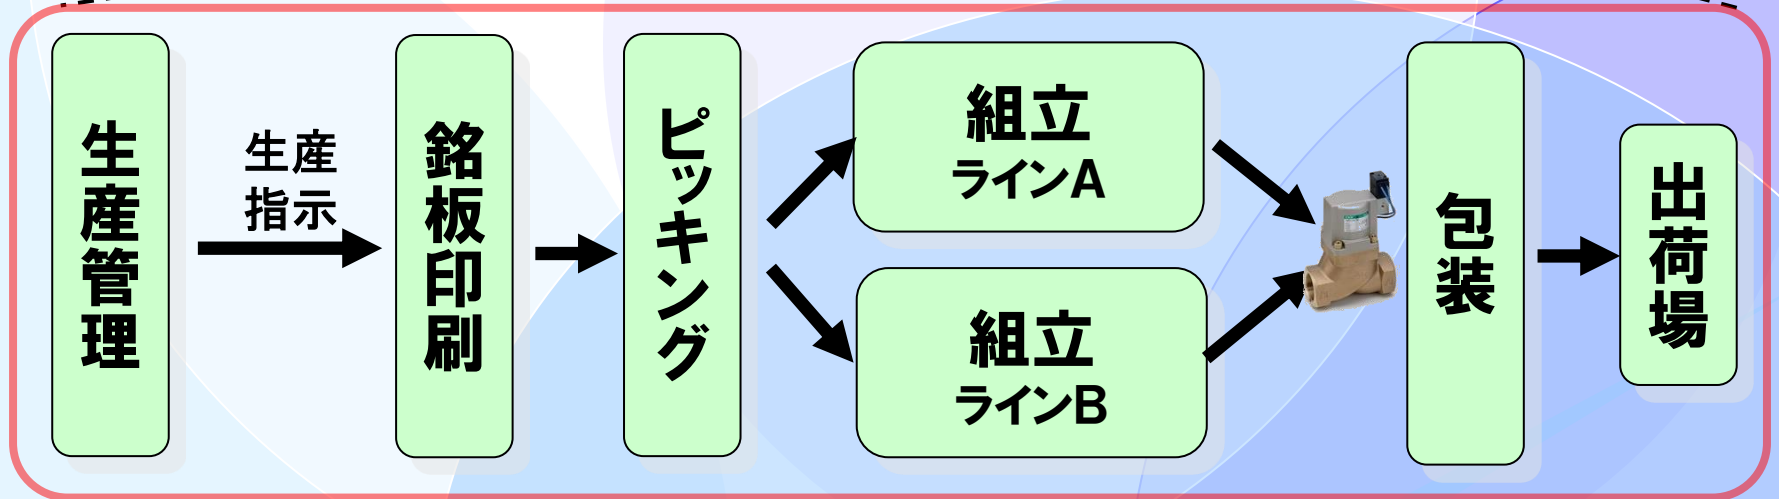 生産管理
生産
指示
銘板印刷
ピッキング
組立
ラインA
組立
ラインB
包装
出荷場